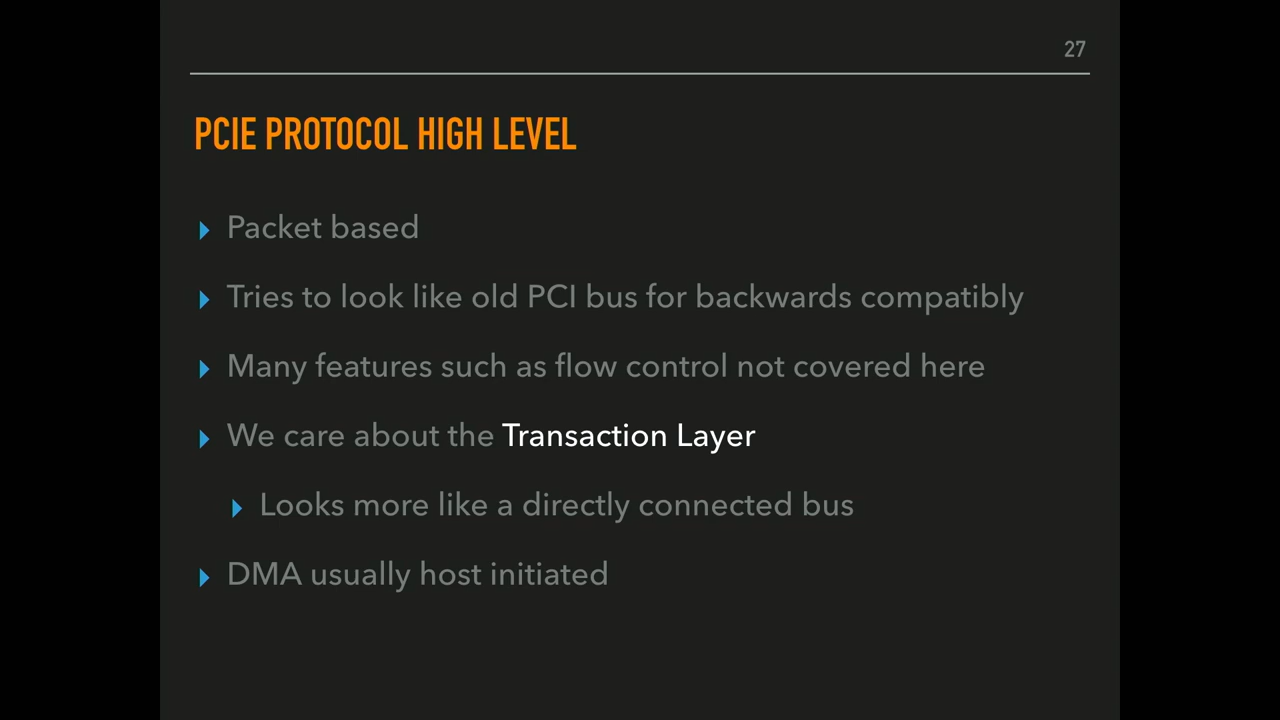 27
PCIE PROTOCOL HIGH LEVEL
Packet based
Tries to look like old PCI bus for backwards compatibly
Many features such as flow control not covered here
We care about the Transaction Layer
Looks more like a directly connected bus
DMA usually host initiated